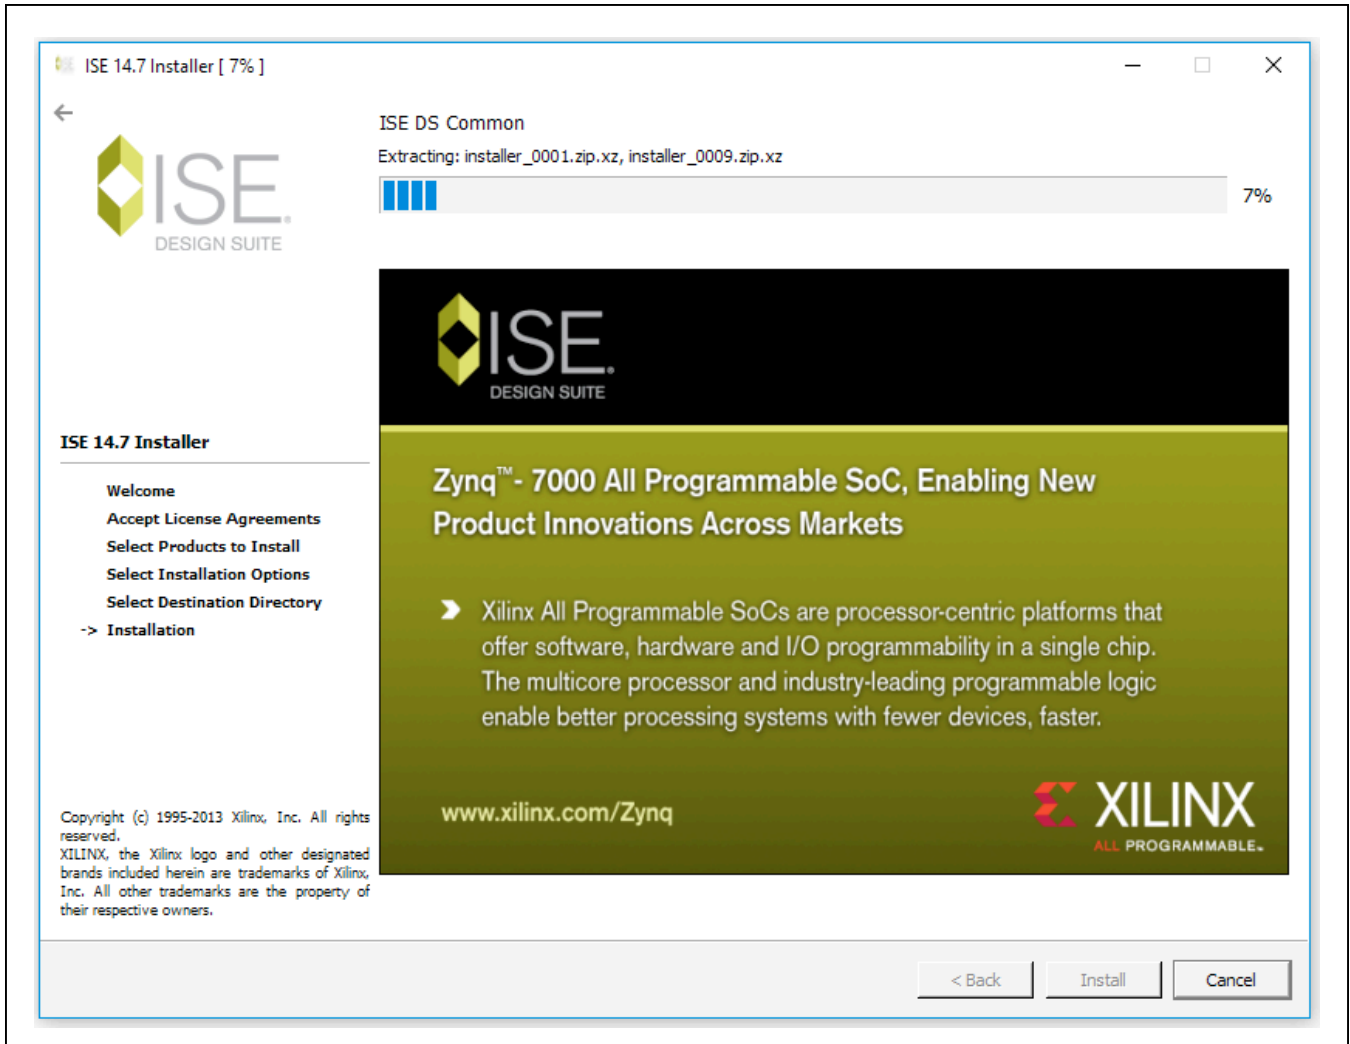 ISE 14.7 Installer [ 7% ]
ISE DS Common
Extracting: installer_0001.zip.xz, installer_0009.zip.xz
7%
ISE.
DESIGN SUITE
ISE.
DESIGN SUITE
ISE 14.7 Installer
Welcome
Accept License Agreements
Select Products to Install
Select Installation Options
Select Destination Directory
-> Installation
Zynq™- 7000 All Programmable SoC, Enabling New
Product Innovations Across Markets
Xilinx All Programmable SoCs are processor-centric platforms that
offer software, hardware and I/O programmability in a single chip.
The multicore processor and industry-leading programmable logic
enable better processing systems with fewer devices, faster.
www.xilinx.com/Zynq
XILINX
ALL PROGRAMMABLE™
Copyright (c) 1995-2013 Xilinx, Inc. All rights
reserved.
XILINX, the Xilinx logo and other designated
brands included herein are trademarks of Xilinx,
Inc. All other trademarks are the property of
their respective owners.
< Back
Install
Cancel